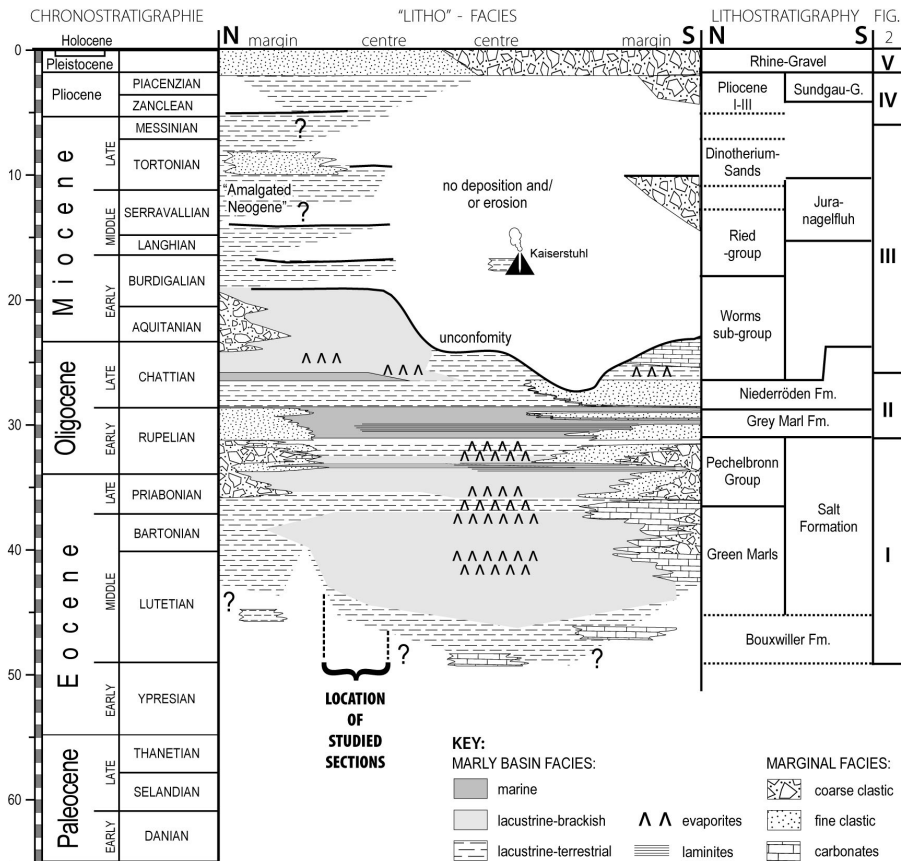 CHRONOSTRATIGRAPHIE
"LITHO" - FACIES
LITHOSTRATIGRAPHY
FIG.
2
N
margin
centre
centre
margin
S
N
S
Holocene
Pleistocene
Pliocene
PIACENZIAN
ZANCLEAN
Miocene
LATE
MESSINIAN
TORTONIAN
MIDDLE
SERRAVALLIAN
LANGHIAN
EARLY
BURDIGALIAN
AQUITANIAN
Oligocene
LATE
CHATTIAN
EARLY
RUPELIAN
Eocene
LATE
PRIABONIAN
BARTONIAN
MIDDLE
LUTETIAN
EARLY
YPRESIAN
Paleocene
LATE
THANETIAN
SELANDIAN
EARLY
DANIAN
0
10
20
30
40
50
60
?
"Amalgated
Neogene"
?
no deposition and/
or erosion
Kaiserstuhl
unconfomity
?
?
?
LOCATION
OF
STUDIED
SECTIONS
Rhine-Gravel
V
Pliocene
I-III
Sundgau-G.
IV
Dinotherium-
Sands
Jura-
nagelfluh
Ried
-group
III
Worms
sub-group
Niederröden Fm.
II
Grey Marl Fm.
Pechelbronn
Group
Salt
Formation
Green Marls
I
Bouxwiller Fm.
KEY:
MARLY BASIN FACIES:
marine
lacustrine-brackish
lacustrine-terrestrial
evaporites
laminites
MARGINAL FACIES:
coarse clastic
fine clastic
carbonates